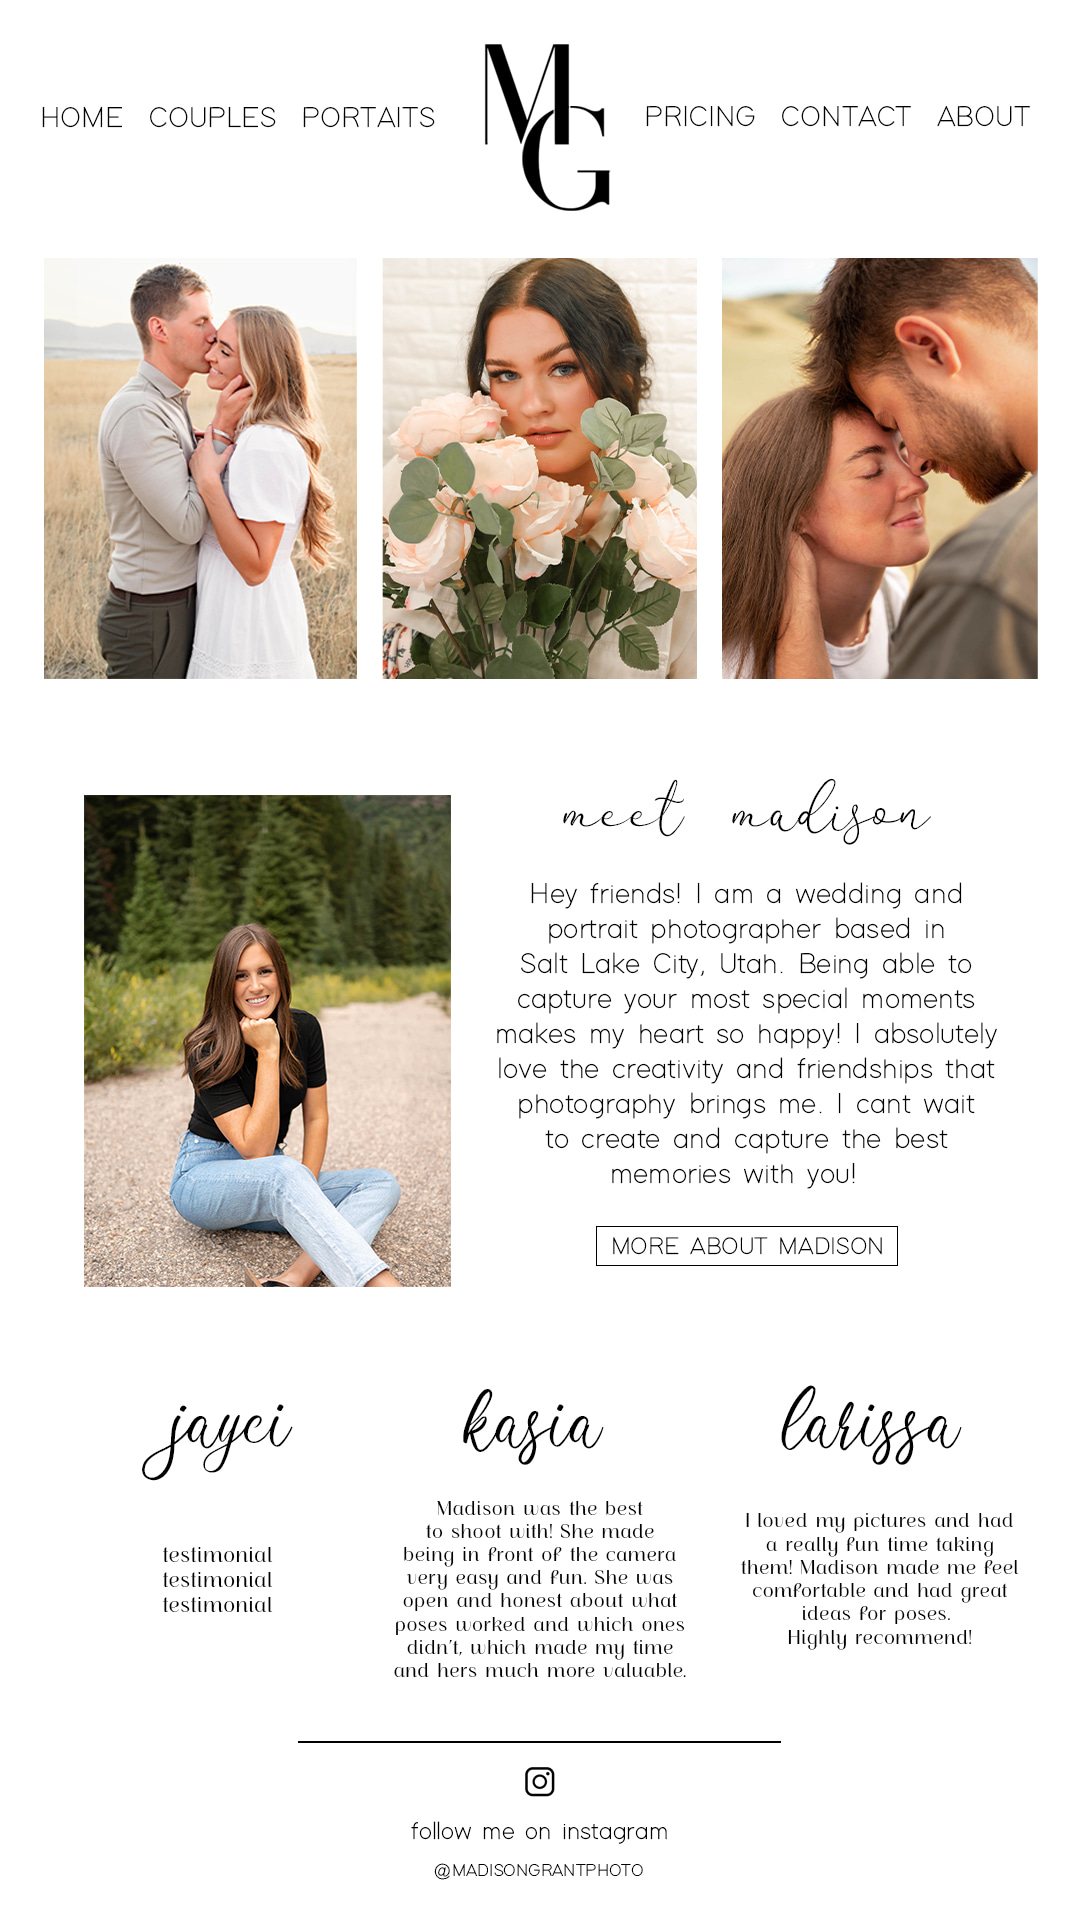 HOME COUPLES PORTAITS MG PRICING CONTACT ABOUT
meet madison
Hey friends! I am a wedding and
portrait photographer based in
Salt Lake City, Utah. Being able to
capture your most special moments
makes my heart so happy! I absolutely
love the creativity and friendships that
photography brings me. I cant wait
to create and capture the best
memories with you!
MORE ABOUT MADISON
jayci
testimonial
testimonial
testimonial
kasia
Madison was the best
to shoot with! She made
being in front of the camera
very easy and fun. She was
open and honest about what
poses worked and which ones
didn't, which made my time
and hers much more valuable.
larissa
I loved my pictures and had
a really fun time taking
them! Madison made me feel
comfortable and had great
ideas for poses.
Highly recommend!
follow me on instagram
@MADISONGRANTPHOTO